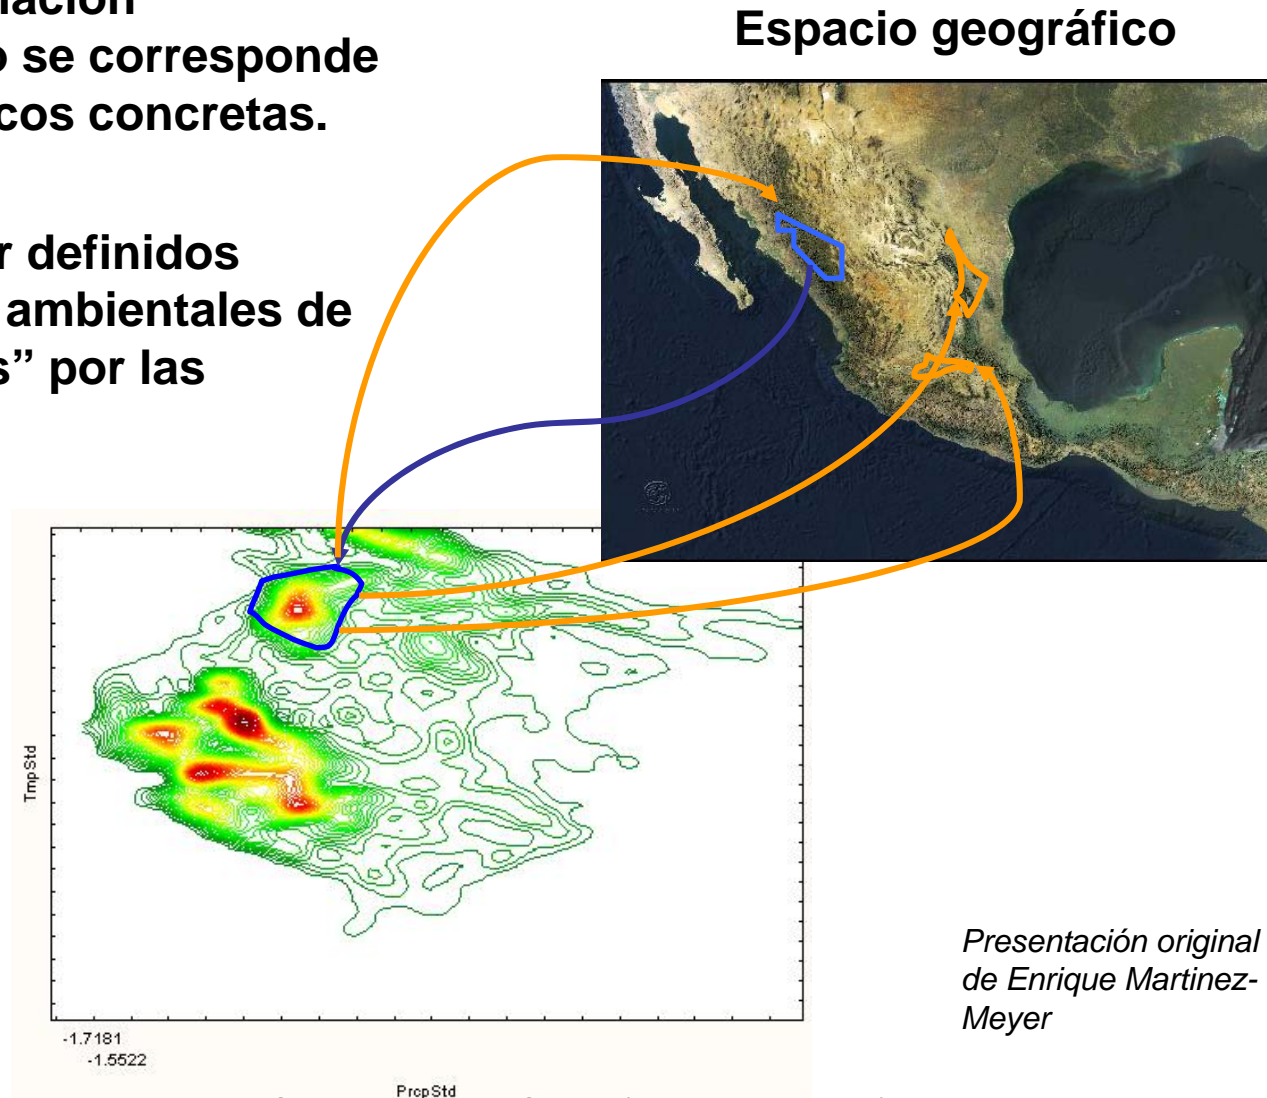 Espacio geográfico
se corresponde
cos concretas.
r definidos
ambientales de
s” por las
TmpStd
-1.7181
-1.5522
PrcpStd
Presentación original
de Enrique Martinez-
Meyer